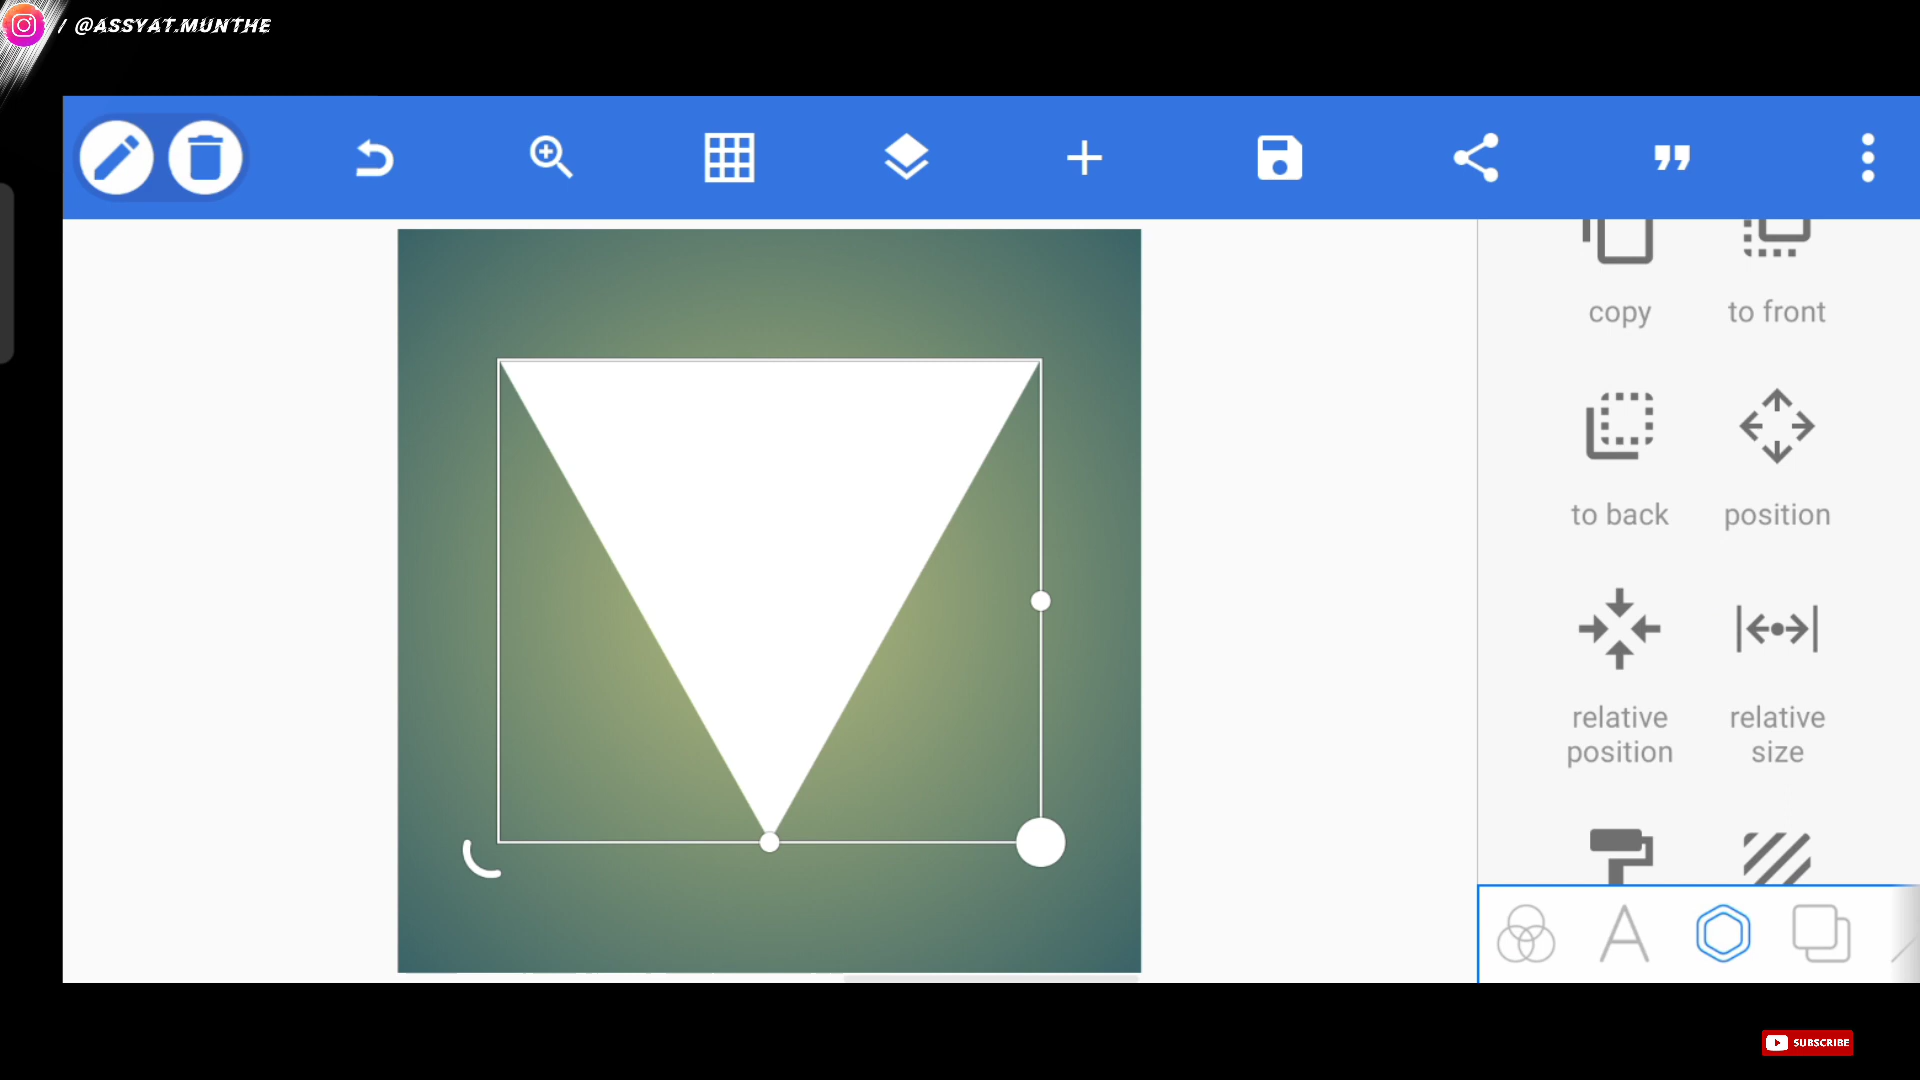 / @ASSYAT.MUNTHE
copy
to front
to back
position
relative
position
relative
size
SUBSCRIBE